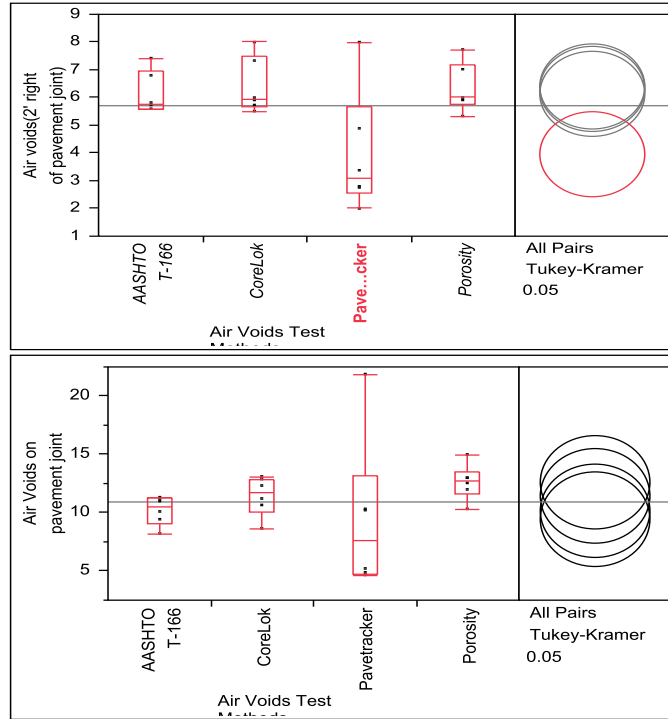 Air voids(2' right
of pavement joint)
9
8
7
6
5
4
3
2
1
AASHTO
T-166
CoreLok
Pave...cker
Porosity
All Pairs
Tukey-Kramer
0.05
Air Voids Test
Methods
Air Voids on
pavement joint
20
15
10
5
AASHTO
T-166
CoreLok
Pavetracker
Porosity
All Pairs
Tukey-Kramer
0.05
Air Voids Test
Methods